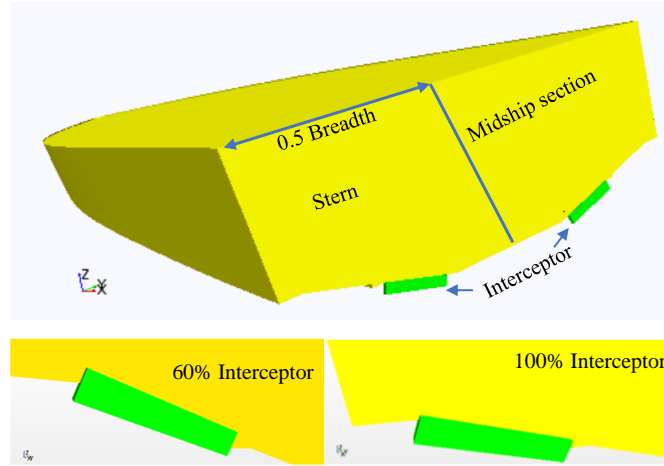 0.5 Breadth
Midship section
Stern
Interceptor
Z
Y
X
60% Interceptor
100% Interceptor